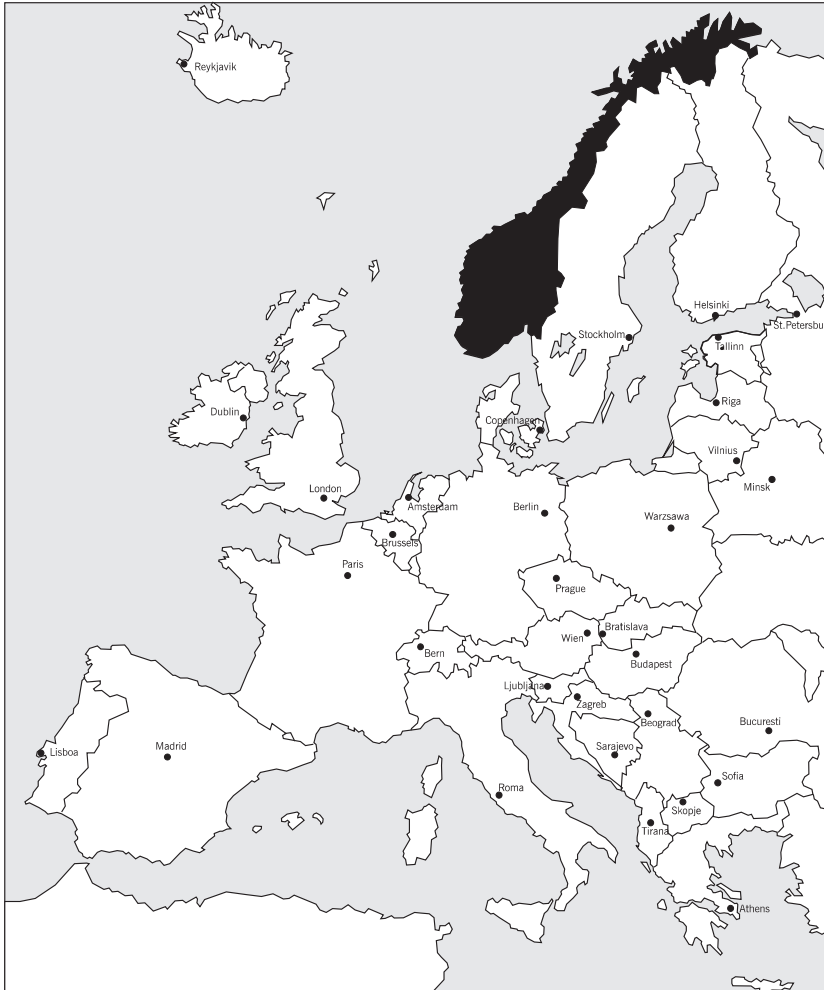 Reykjavik
Helsinki
St.Petersbu
Stockholm
Tallinn
Riga
Dublin
Copenhagen
Vilnius
Minsk
London
Amsterdam
Berlin
Warzsawa
Brussels
Paris
Prague
Bratislava
Wien
Bern
Budapest
Ljubljana
Zagreb
Beograd
Bucuresti
Lisboa
Madrid
Sarajevo
Sofia
Roma
Skopje
Tirana
Athens